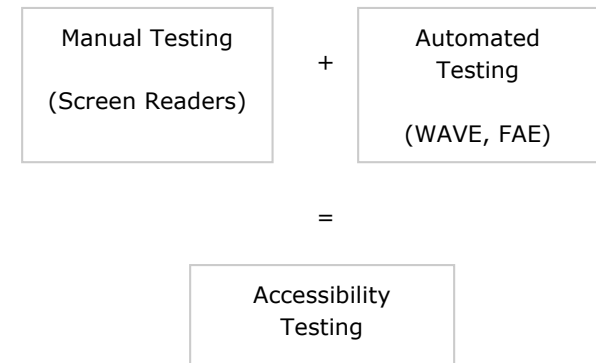 Manual Testing
(Screen Readers)
+
Automated
Testing
(WAVE, FAE)
=
Accessibility
Testing